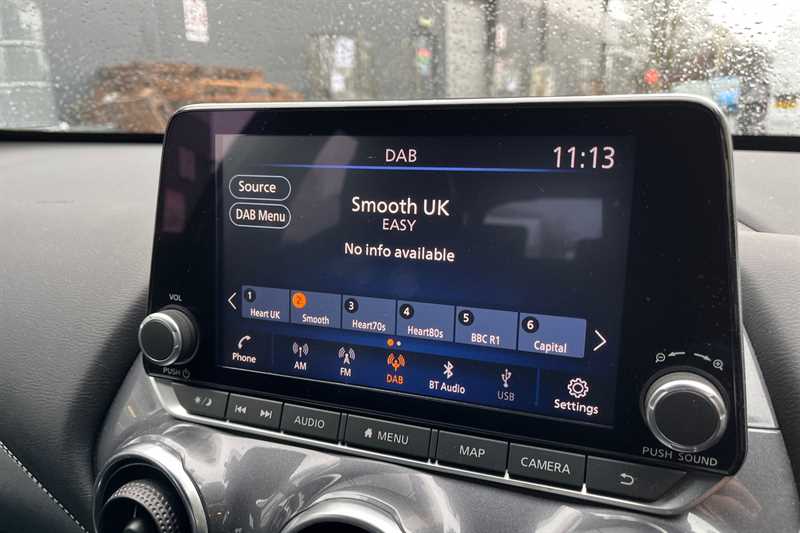 DAB
11:13
Source
DAB Menu
Smooth UK
EASY
No info available
1
Heart UK
2
Smooth
3
Heart70s
4
Heart80s
5
BBC R1
6
Capital
Phone
AM
FM
DAB
BT Audio
USB
Settings
VOL
PUSH
AUDIO
MENU
MAP
CAMERA
PUSH SOUND